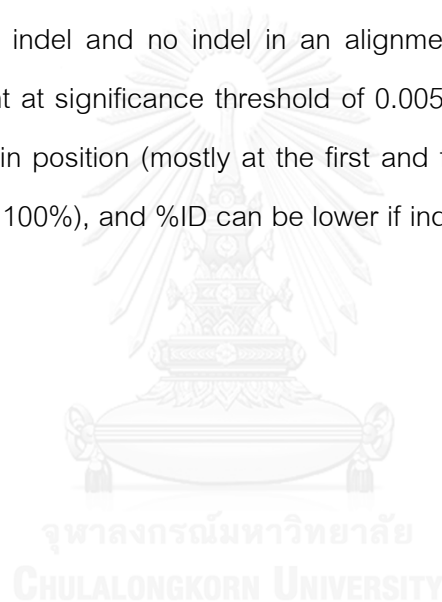 indel and no indel in an alignme
nt at significance threshold of 0.005
in position (mostly at the first and
100%), and %ID can be lower if in
จุฬาลงกรณ์มหาวิทยาลัย
CHULALONGKORN UNIVERSITY